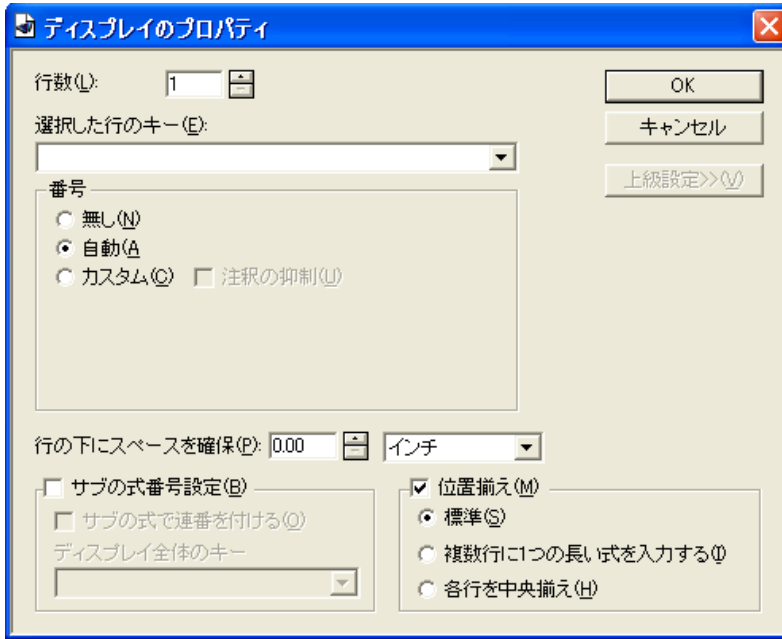 ディスプレイのプロパティ
行数(L): 1
OK
選択した行のキー(E):
キャンセル
上級設定>>(V)
番号
無し(N)
自動(A
カスタム(C) 注釈の抑制(U)
行の下にスペースを確保(P): 0.00 インチ
サブの式番号設定(B)
サブの式で連番を付ける(O)
ディスプレイ全体のキー
位置揃え(M)
標準(S)
複数行に1つの長い式を入力する(I)
各行を中央揃え(H)